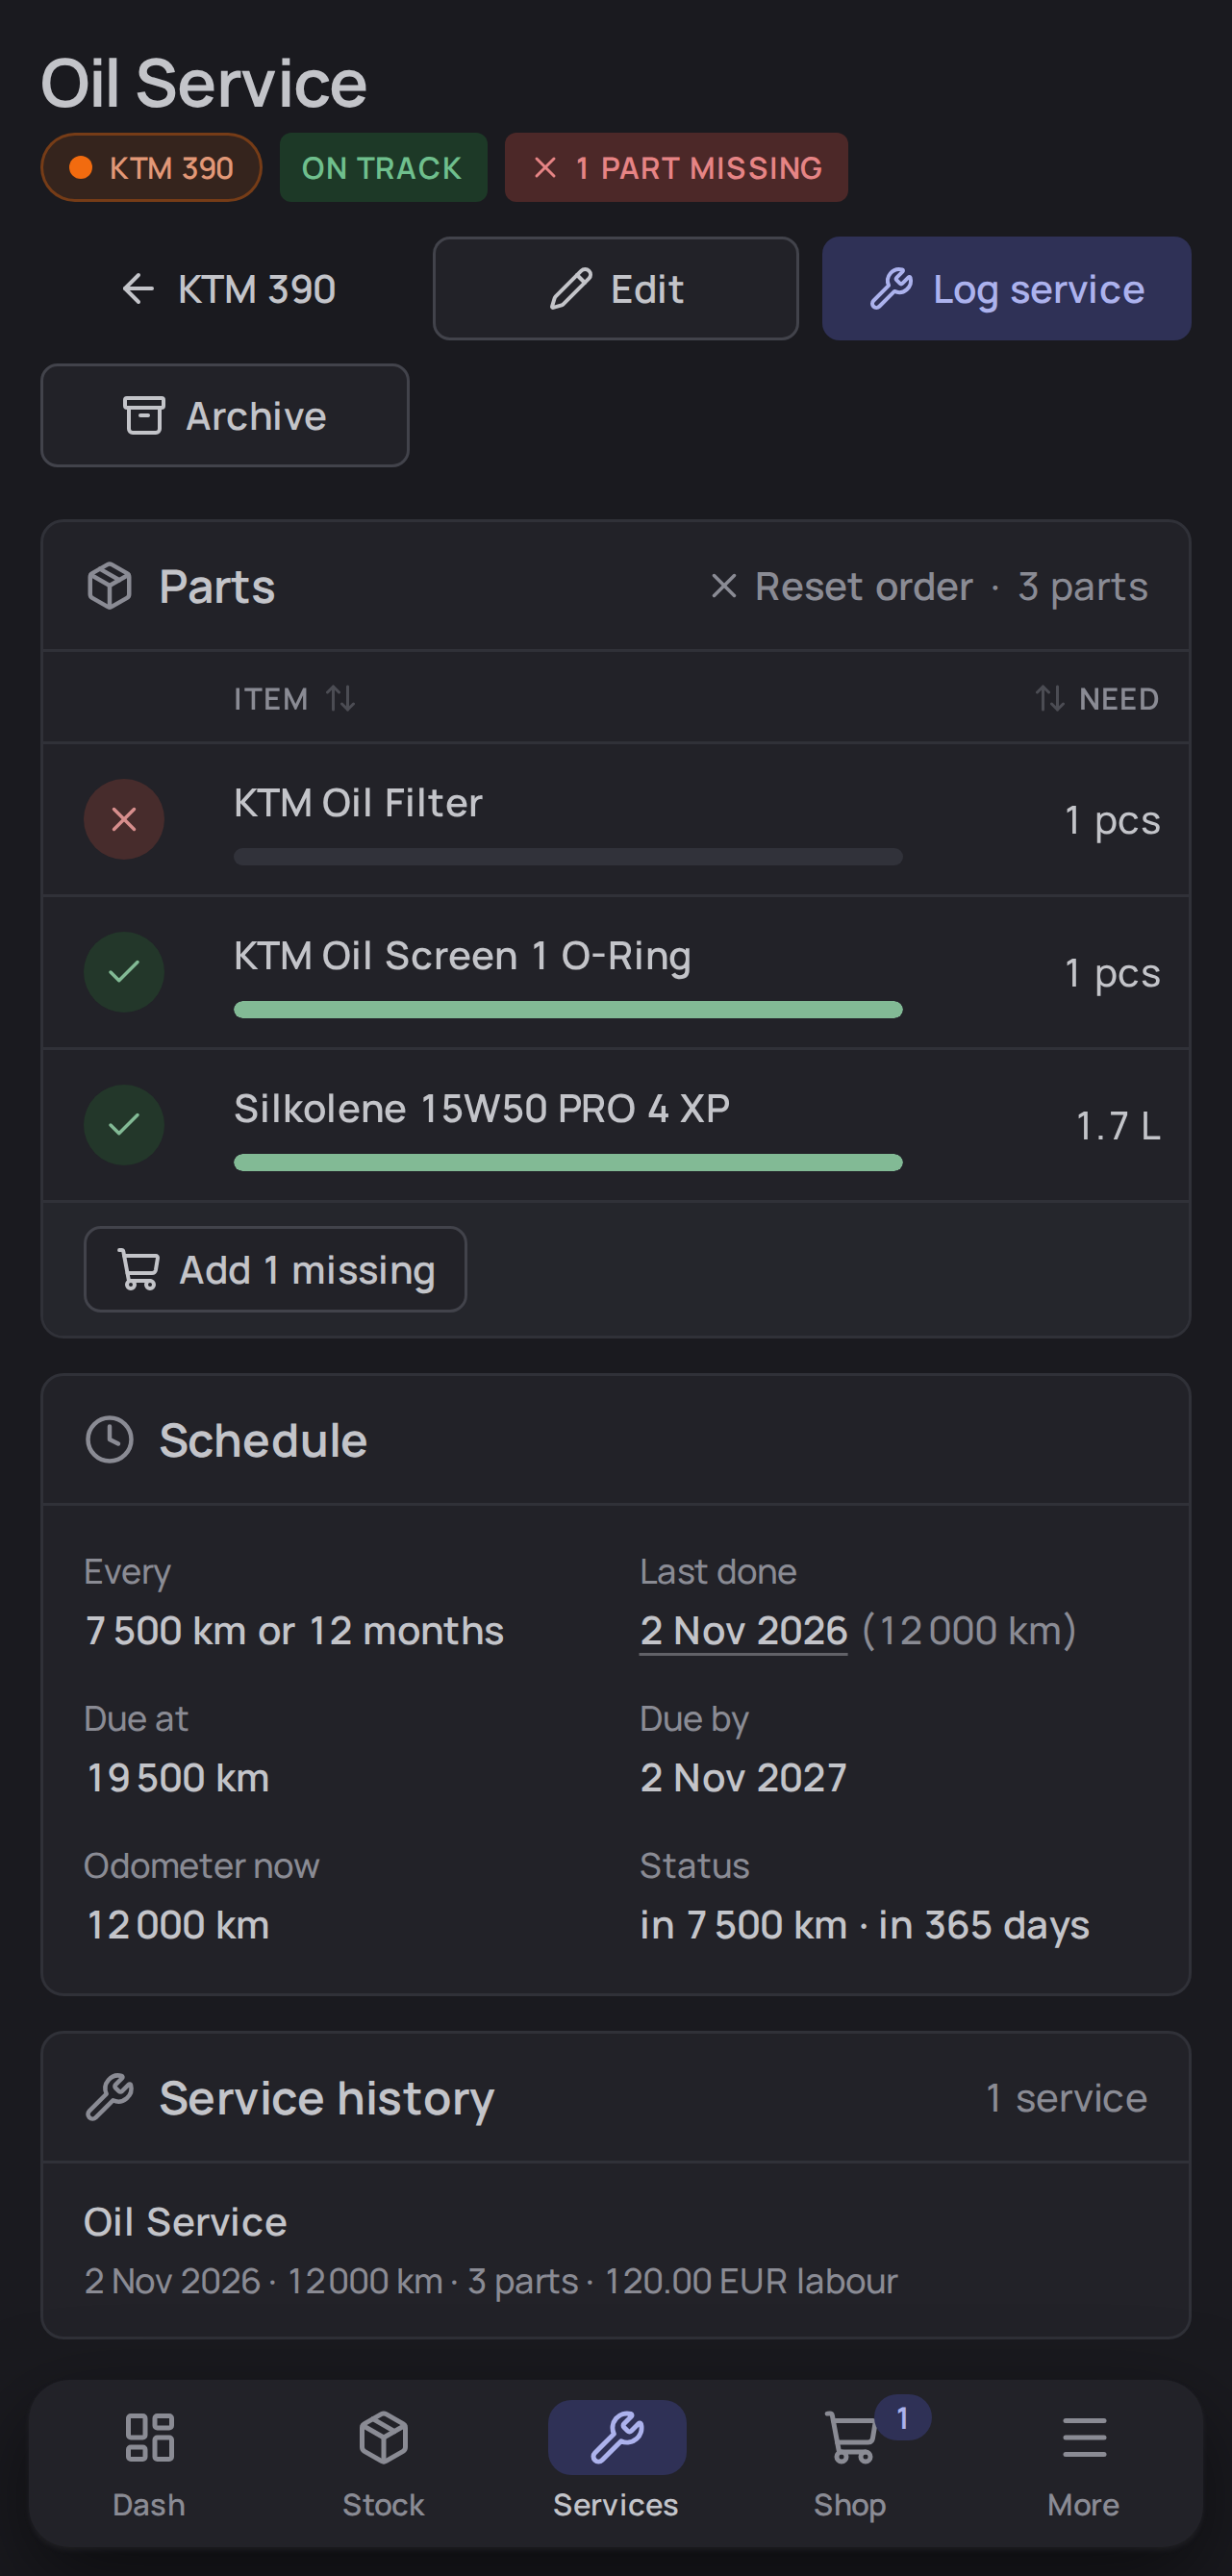 Oil Service
KTM 390 ON TRACK 1 PART MISSING
KTM 390 Edit Log service
Archive
Parts Reset order · 3 parts
ITEM NEED
KTM Oil Filter 1 pcs
KTM Oil Screen 1 O-Ring 1 pcs
Silkolene 15W50 PRO 4 XP 1.7 L
Add 1 missing
Schedule
Every Last done
7 500 km or 12 months 2 Nov 2026 (12 000 km)
Due at Due by
19 500 km 2 Nov 2027
Odometer now Status
12 000 km in 7 500 km · in 365 days
Service history 1 service
Oil Service
2 Nov 2026 · 12 000 km · 3 parts · 120.00 EUR labour
1
Dash Stock Services Shop More